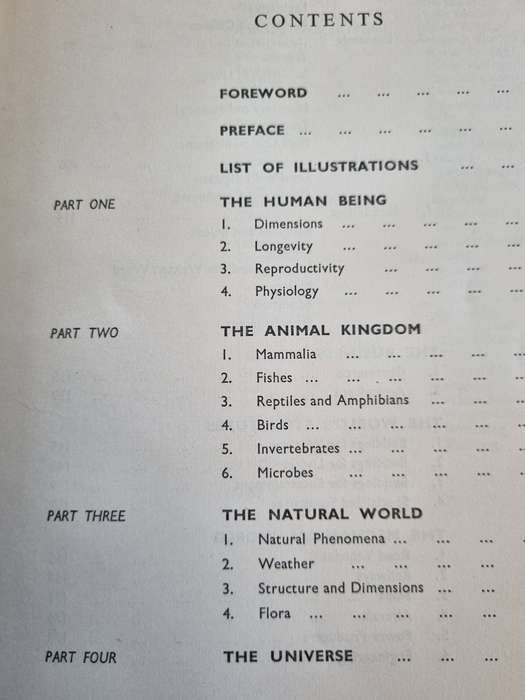 CONTENTS
FOREWORD ... ... ... ... ...
PREFACE ... ... ... ... ... ...
LIST OF ILLUSTRATIONS ... ...
PART ONE THE HUMAN BEING
1. Dimensions ... ... ... ... ...
2. Longevity ... ... ... ... ...
3. Reproductivity ... ... ... ...
4. Physiology ... ... ... ... ...
PART TWO THE ANIMAL KINGDOM
1. Mammalia ... ... ... ... ...
2. Fishes ... ... ... ... ... ...
3. Reptiles and Amphibians ... ... ...
4. Birds ... ... ... ... ... ...
5. Invertebrates ... ... ... ... ...
6. Microbes ... ... ... ... ...
PART THREE THE NATURAL WORLD
1. Natural Phenomena ... ... ...
2. Weather ... ... ... ...
3. Structure and Dimensions ... ...
4. Flora ... ... ... ... ...
PART FOUR THE UNIVERSE ... ... ...